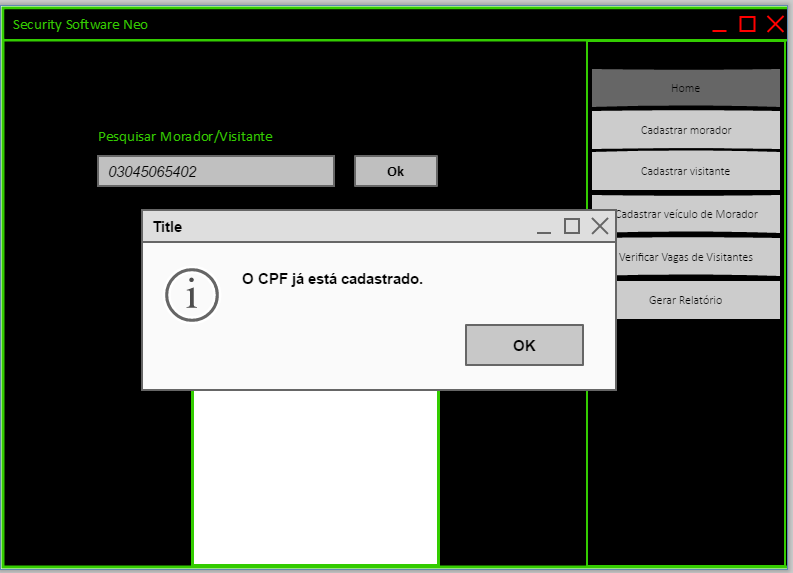 Security Software Neo
Home
Pesquisar Morador/Visitante
Cadastrar morador
03045065402
Ok
Cadastrar visitante
Title
Cadastrar veículo de Morador
Verificar Vagas de Visitantes
i
O CPF já está cadastrado.
Gerar Relatório
OK